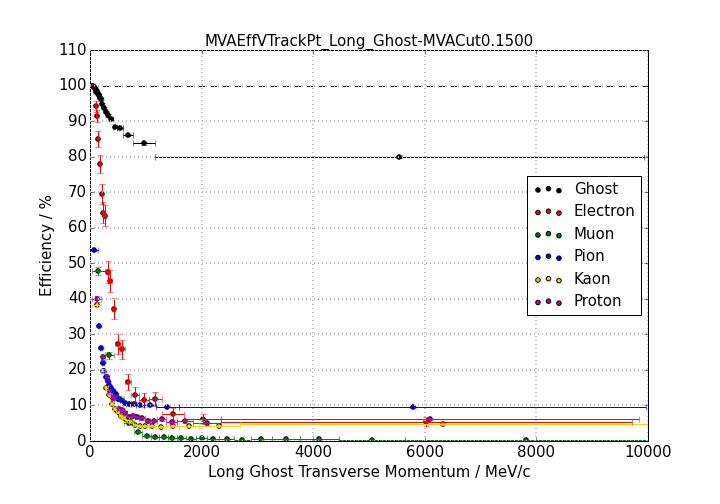 MVAEffVTrackPt_Long_Ghost-MVACut0.1500
110
100
90
80
70
60
50
40
30
20
10
0
Efficiency / %
Ghost
Electron
Muon
Pion
Kaon
Proton
0 2000 4000 6000 8000 10000
Long Ghost Transverse Momentum / MeV/c